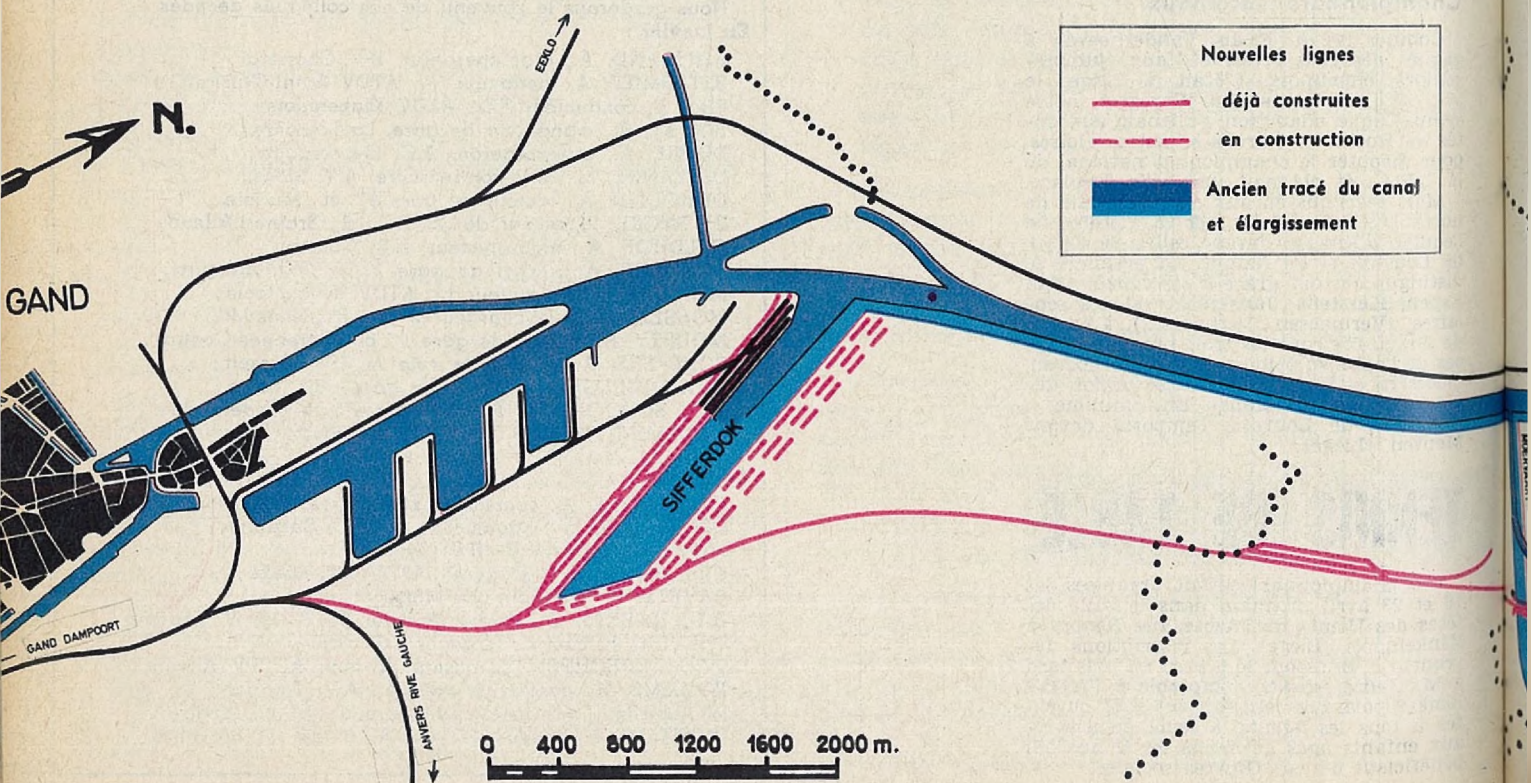 EEKLO
N.
GAND
Nouvelles lignes
déjà construites
en construction
Ancien tracé du canal
et élargissement
SIFFERDOK
GAND DAMPOORT
ANVERS RIVE GAUCHE
0 400 800 1200 1600 2000 m.